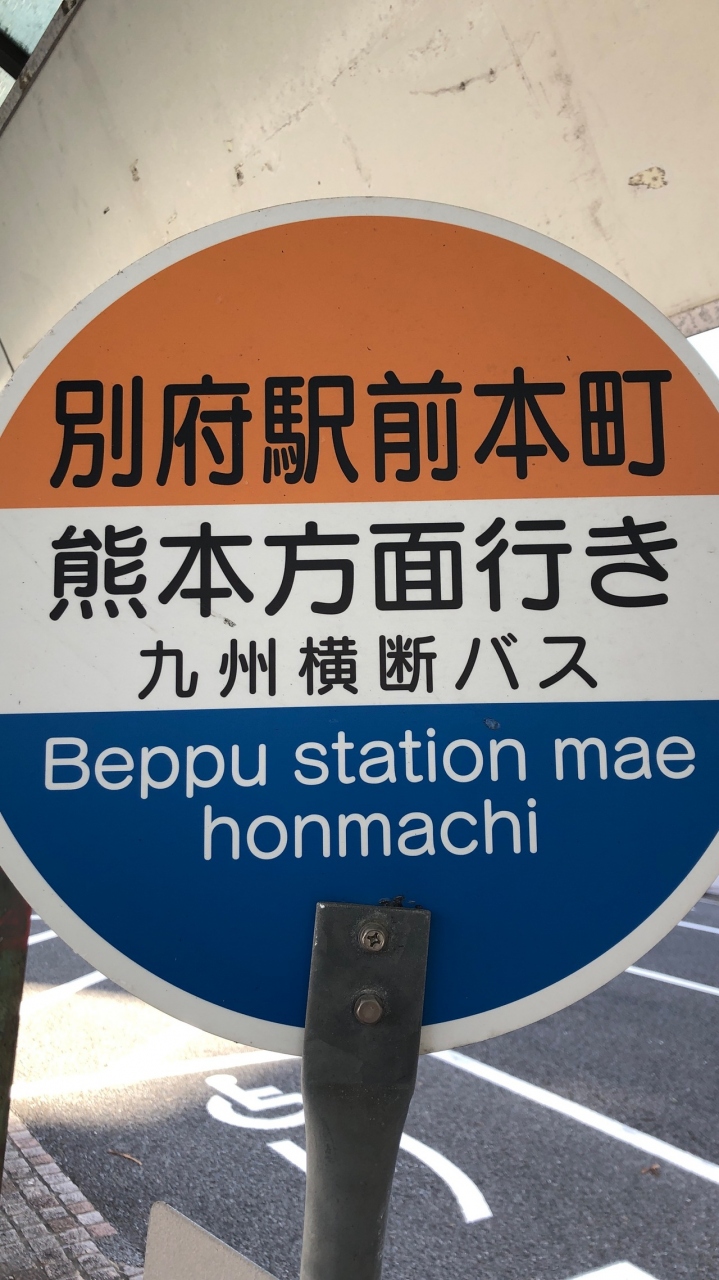 別府駅前本町
熊本方面行き
九州横断バス
Beppu station mae
honmachi